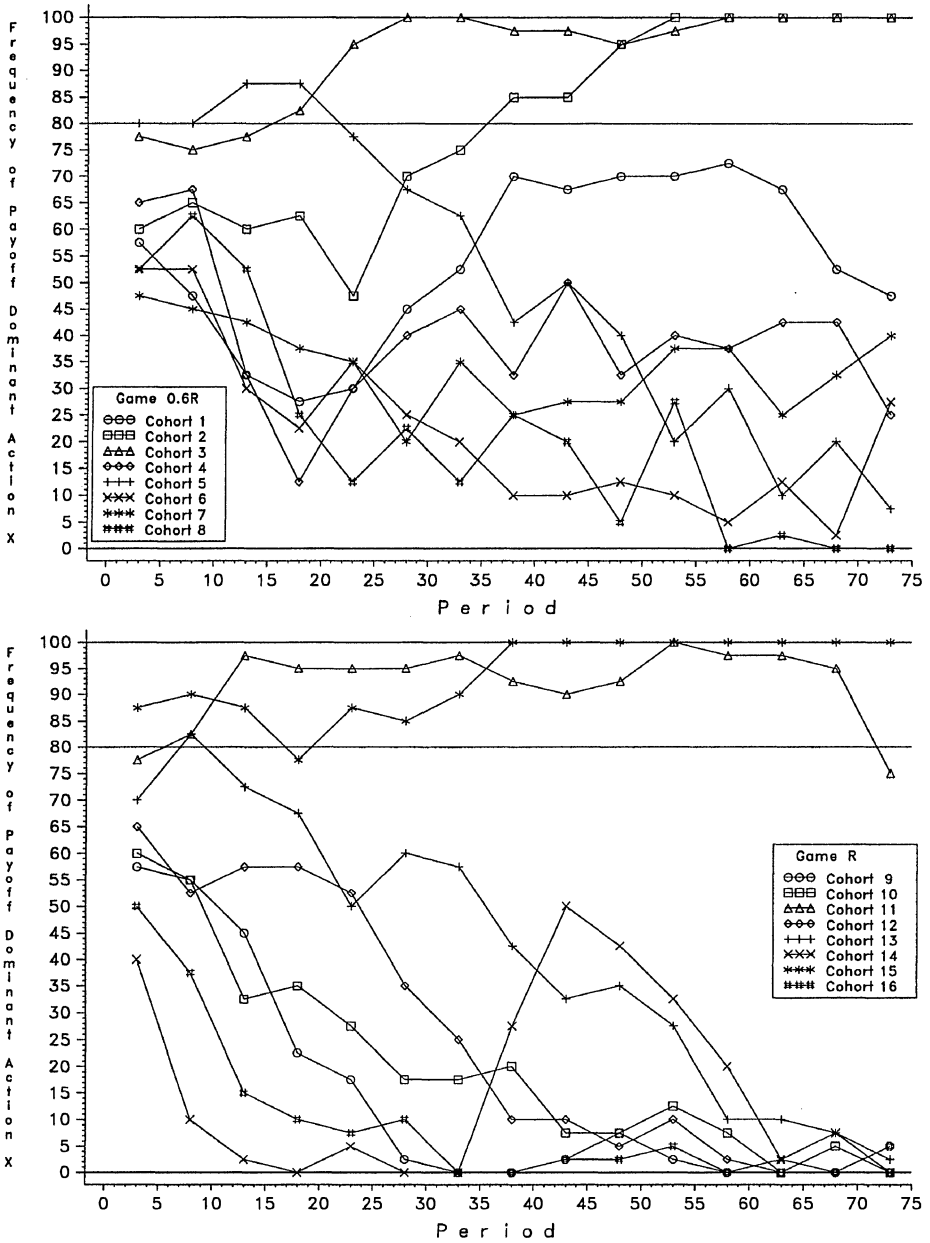 Frequency of Payoff Dominant Action X
100
95
90
85
80
75
70
65
60
55
50
45
40
35
30
25
20
15
10
5
0
Game 0.6R
Cohort 1
Cohort 2
Cohort 3
Cohort 4
Cohort 5
Cohort 6
Cohort 7
Cohort 8
0 5 10 15 20 25 30 35 40 45 50 55 60 65 70 75
Period
Frequency of Payoff Dominant Action X
100
95
90
85
80
75
70
65
60
55
50
45
40
35
30
25
20
15
10
5
0
Game R
Cohort 9
Cohort 10
Cohort 11
Cohort 12
Cohort 13
Cohort 14
Cohort 15
Cohort 16
0 5 10 15 20 25 30 35 40 45 50 55 60 65 70 75
Period